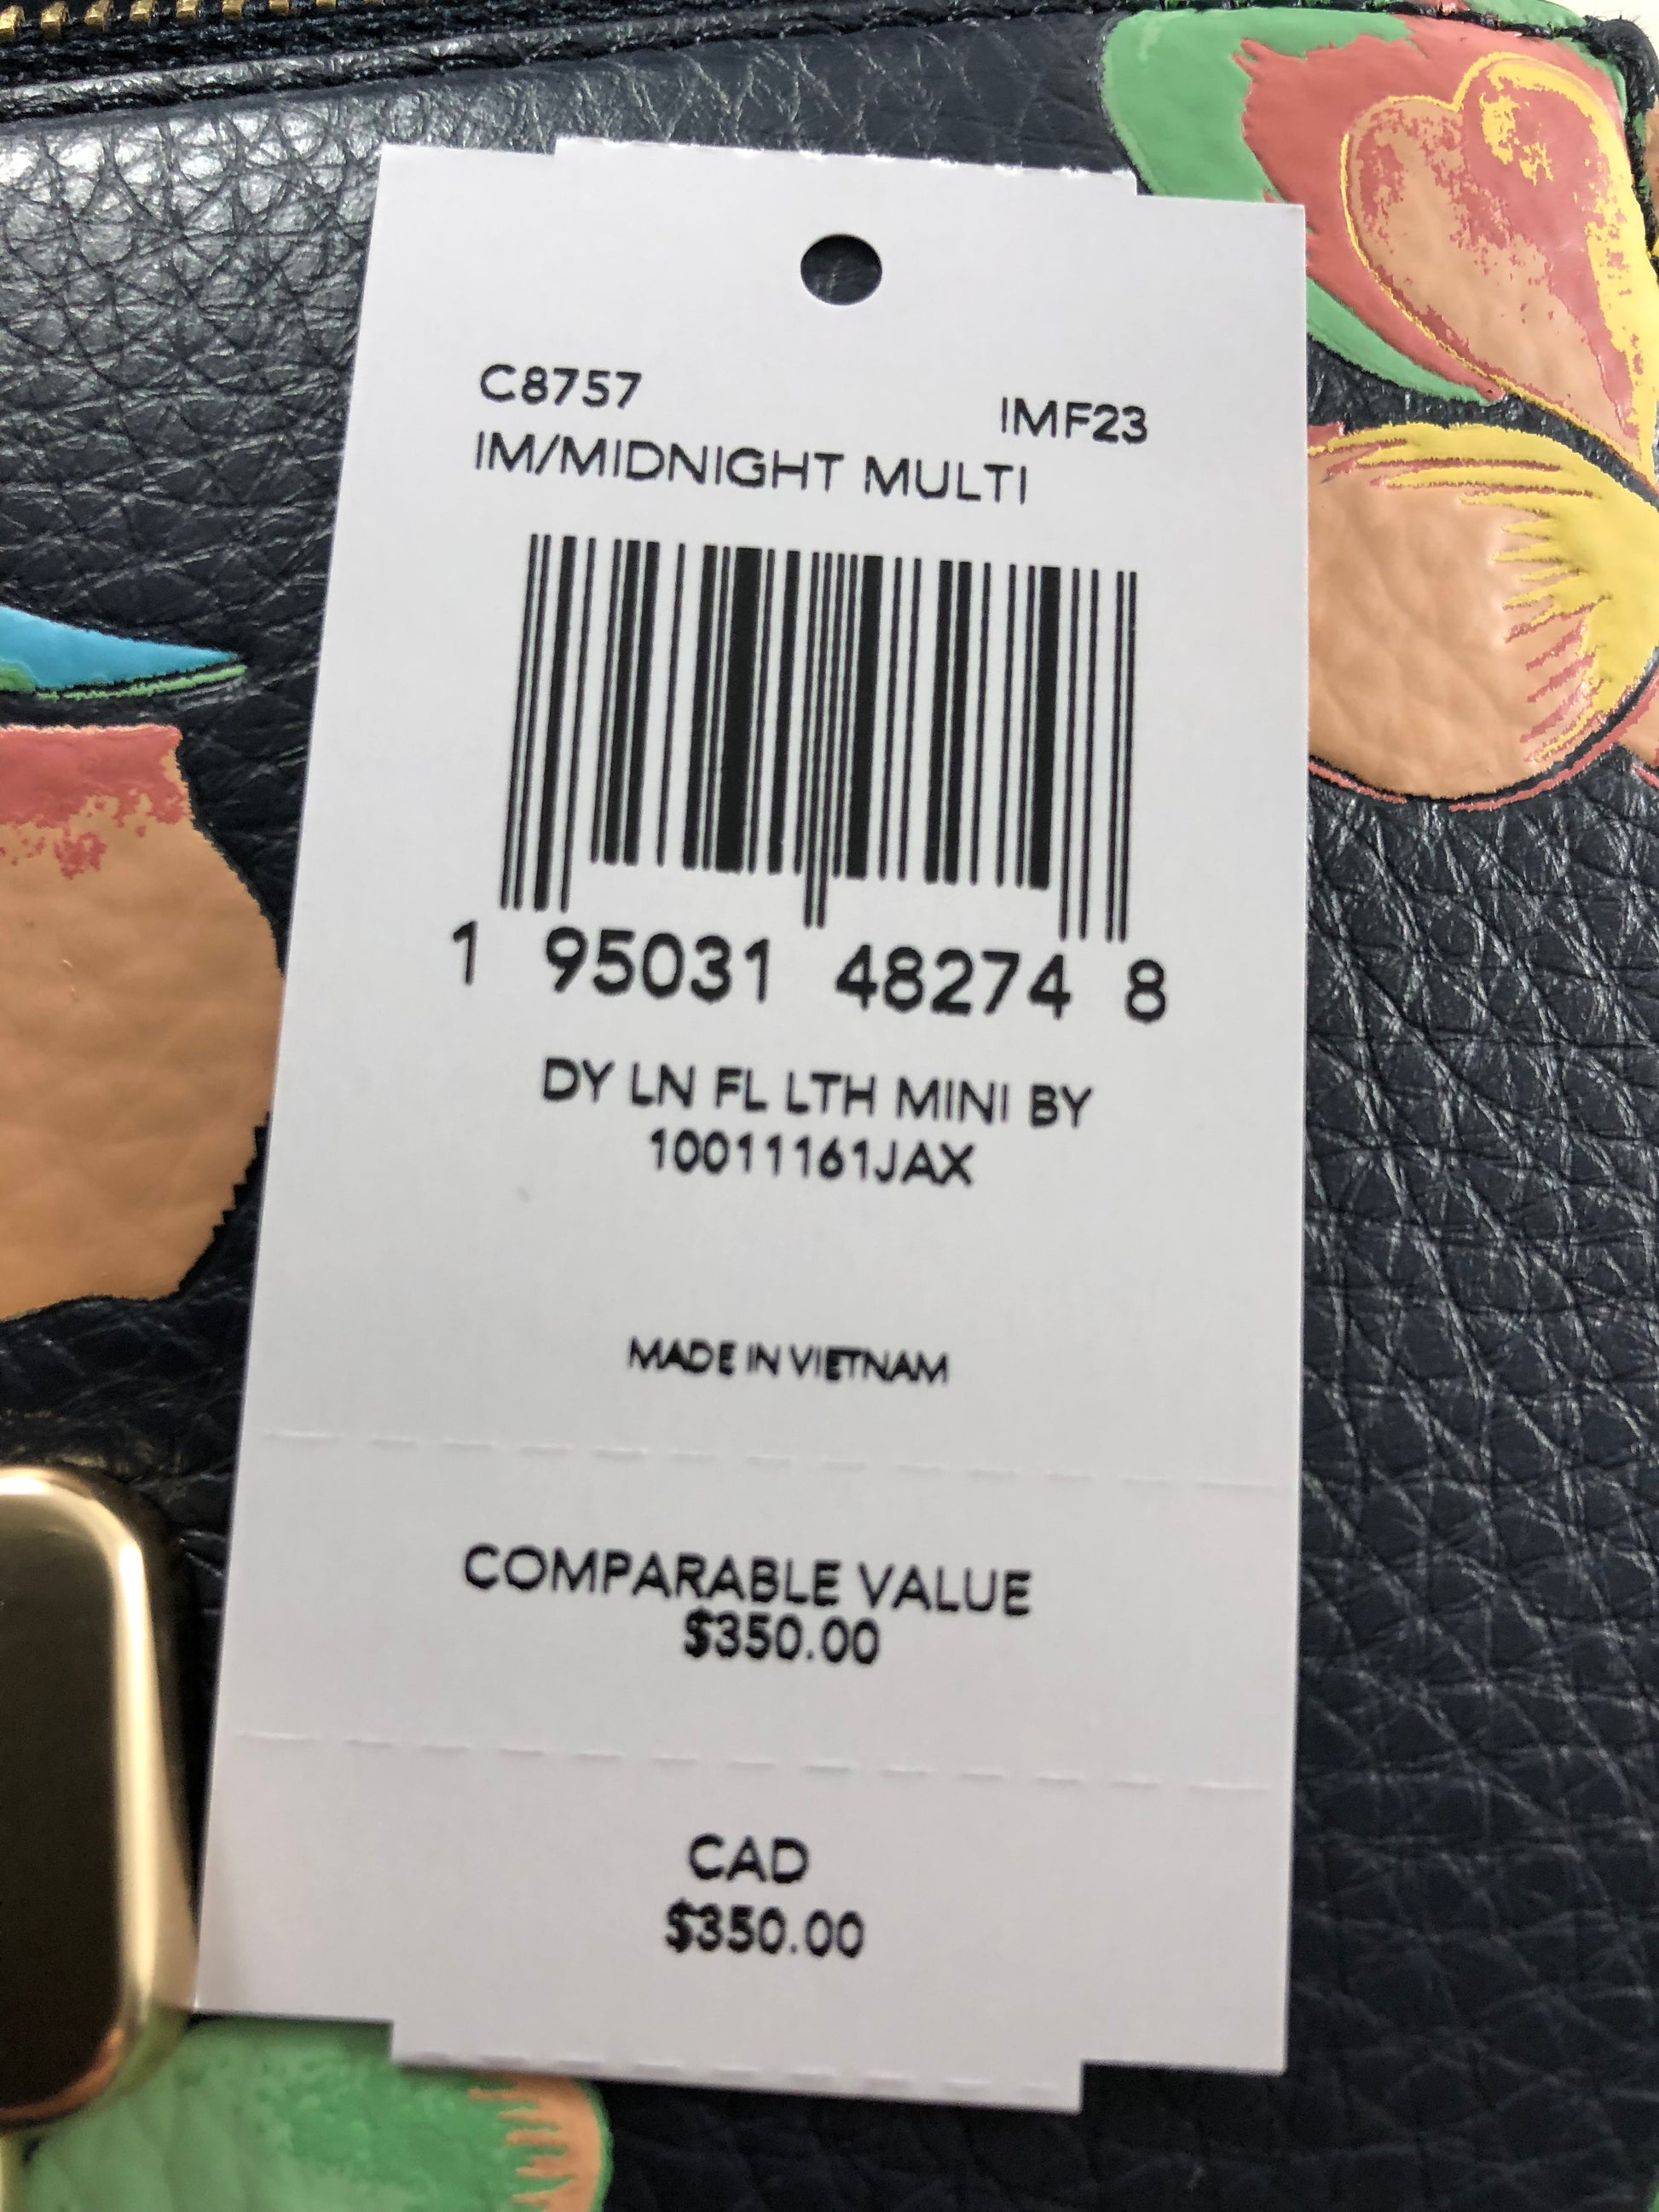 C8757 IMF23
IM/MIDNIGHT MULTI
1 95031 48274 8
DY LN FL LTH MINI BY
10011161JAX
MADE IN VIETNAM
COMPARABLE VALUE
$350.00
CAD
$350.00